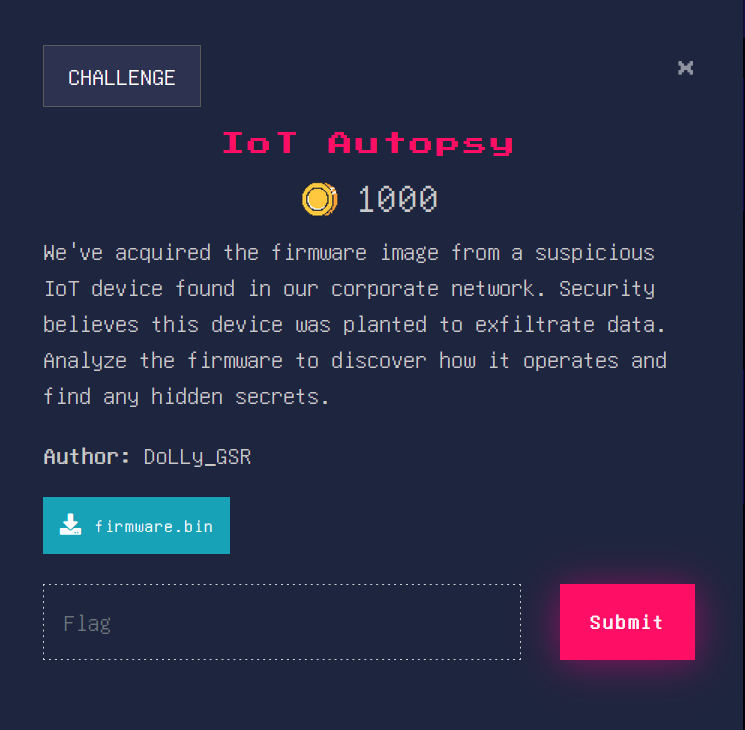 CHALLENGE
×
IoT Autopsy
1000
We've acquired the firmware image from a suspicious
IoT device found in our corporate network. Security
believes this device was planted to exfiltrate data.
Analyze the firmware to discover how it operates and
find any hidden secrets.
Author: DoLLy_GSR
firmware.bin
Flag
Submit